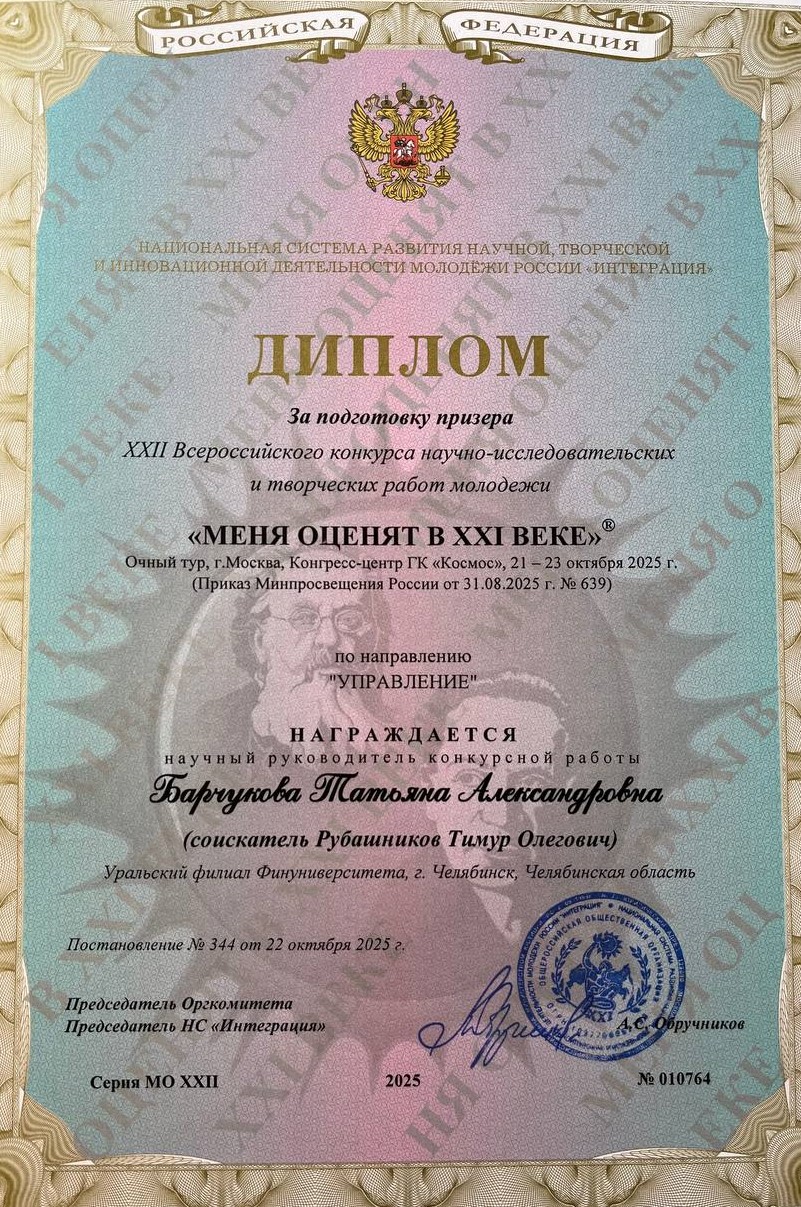 РОССИЙСКАЯ ФЕДЕРАЦИЯ
НАЦИОНАЛЬНАЯ СИСТЕМА РАЗВИТИЯ НАУЧНОЙ, ТВОРЧЕСКОЙ
И ИННОВАЦИОННОЙ ДЕЯТЕЛЬНОСТИ МОЛОДЁЖИ РОССИИ «ИНТЕГРАЦИЯ»
ДИПЛОМ
За подготовку призера
XXII Всероссийского конкурса научно-исследовательских
и творческих работ молодежи
«МЕНЯ ОЦЕНЯТ В XXI ВЕКЕ»®
Очный тур, г.Москва, Конгресс-центр ГК «Космос», 21 – 23 октября 2025 г.
(Приказ Минпросвещения России от 31.08.2025 г. № 639)
по направлению
"УПРАВЛЕНИЕ"
НАГРАЖДАЕТСЯ
научный руководитель конкурсной работы
Барчукова Татьяна Александровна
(соискатель Рубашников Тимур Олегович)
Уральский филиал Финуниверситета, г. Челябинск, Челябинская область
Постановление № 344 от 22 октября 2025 г.
Председатель Оргкомитета
Председатель НС «Интеграция»
А.С. Обручников
ОБЩЕРОССИЙСКАЯ ОБЩЕСТВЕННАЯ ОРГАНИЗАЦИЯ
XXI
Серия МО XXII
2025
№ 010764